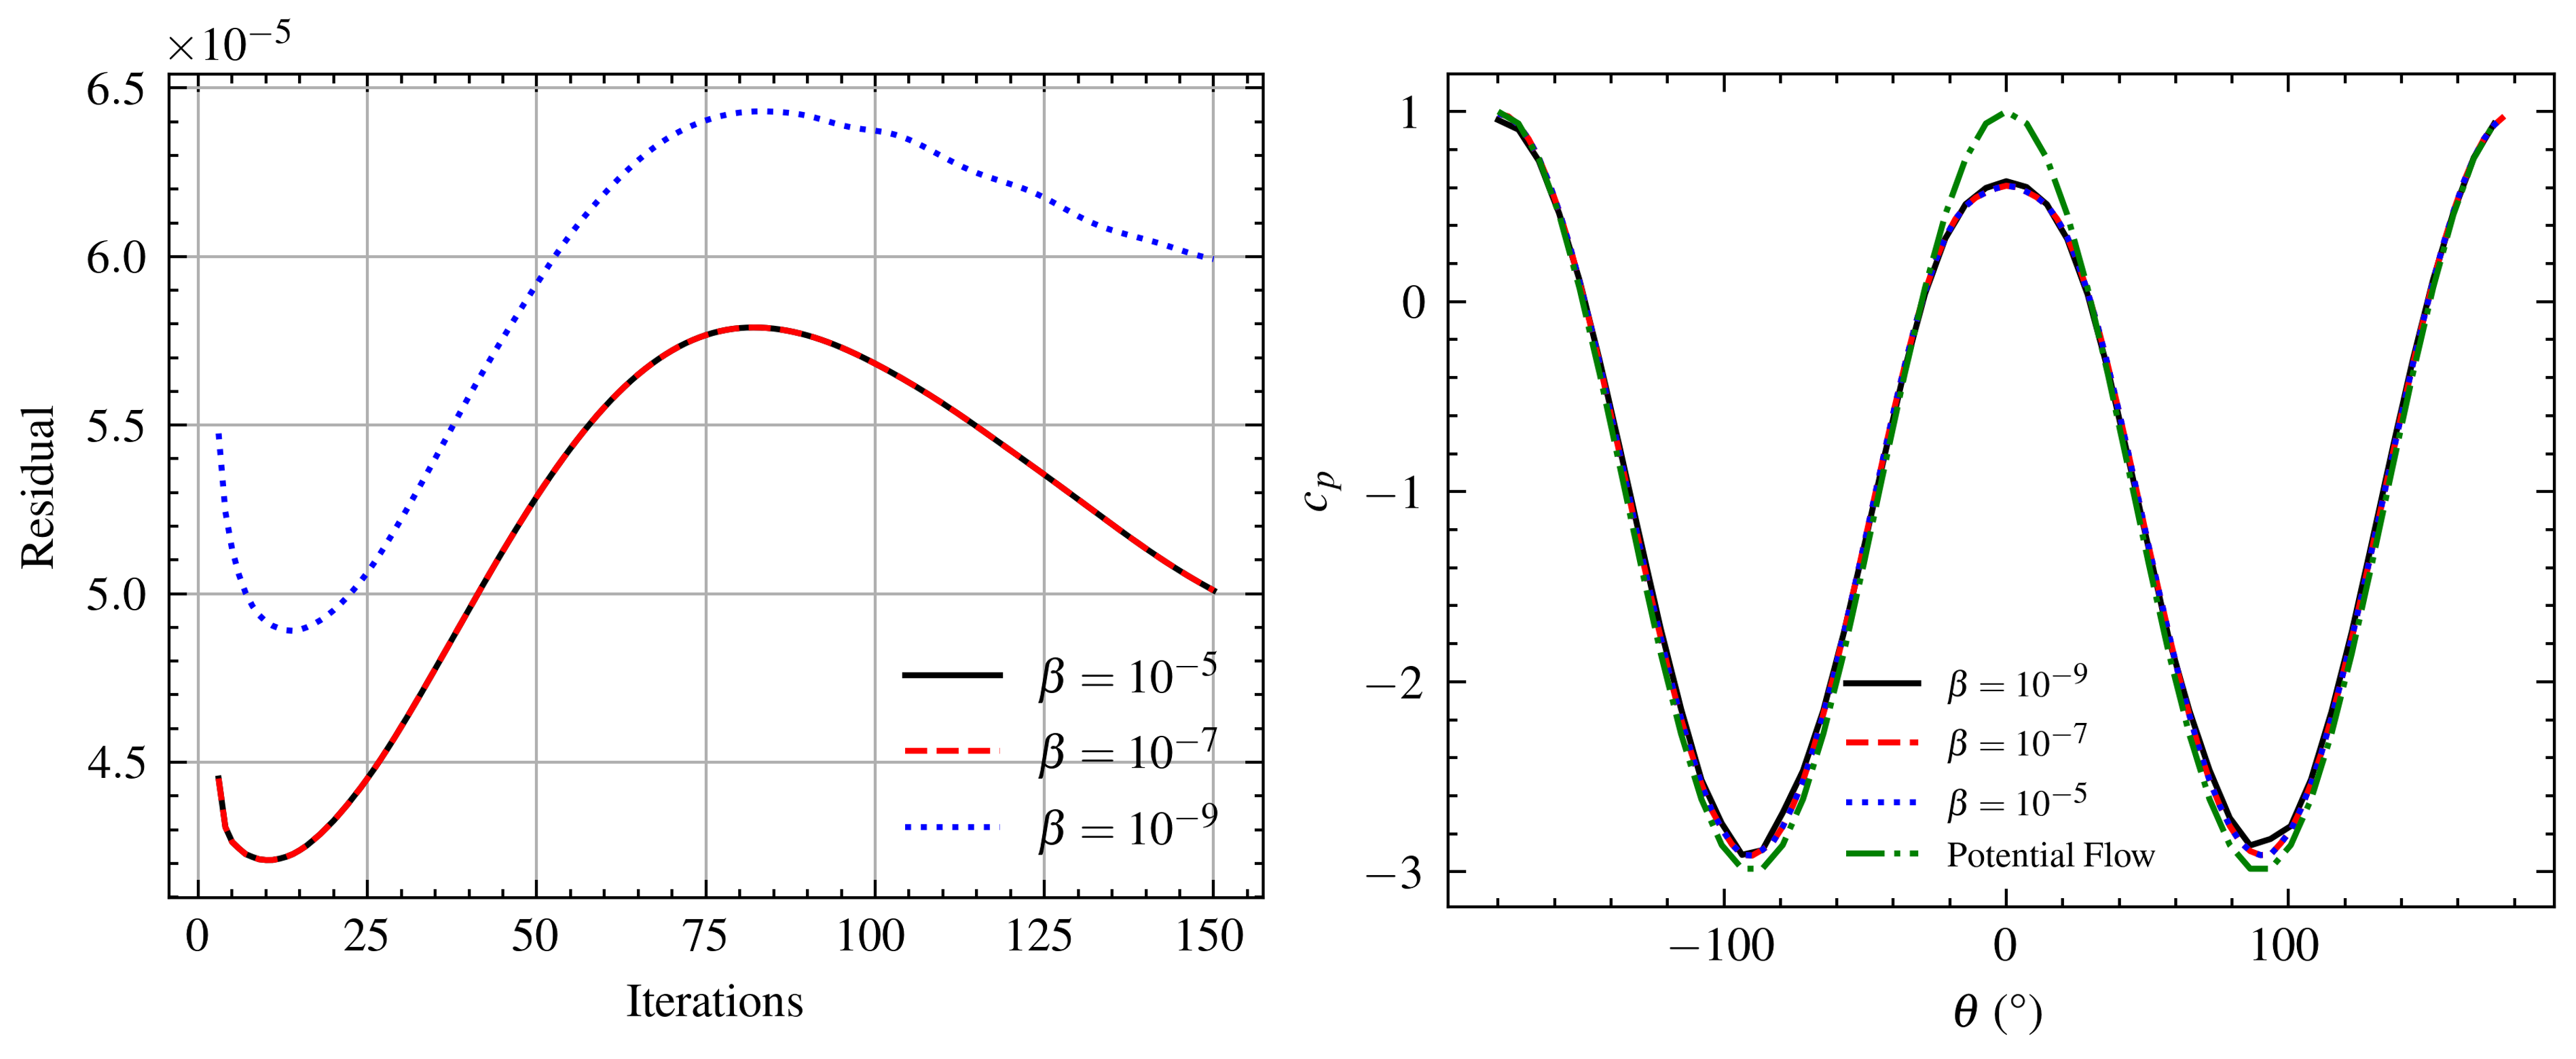 ×10⁻⁵
6.5
6.0
5.5
5.0
4.5
Residual
0 25 50 75 100 125 150
Iterations
β = 10⁻⁵
β = 10⁻⁷
β = 10⁻⁹
1
0
−1
−2
−3
cₚ
−100 0 100
θ (°)
β = 10⁻⁹
β = 10⁻⁷
β = 10⁻⁵
Potential Flow